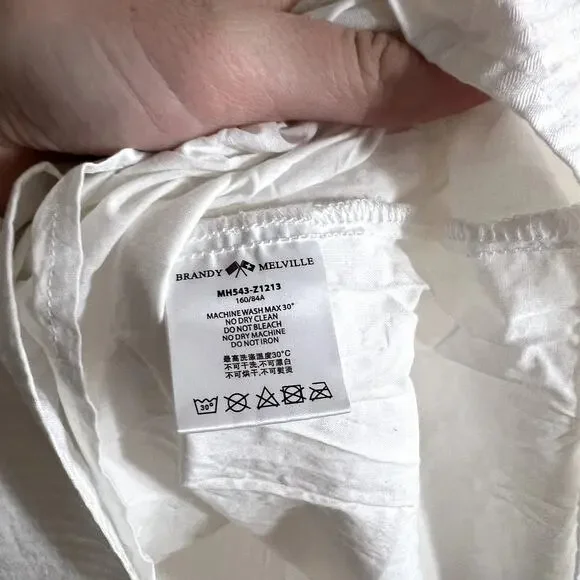 BRANDY MELVILLE
MH543-Z1213
160/84A
MACHINE WASH MAX 30°
NO DRY CLEAN
DO NOT BLEACH
NO DRY MACHINE
DO NOT IRON
最高洗涤温度30°C
不可干洗,不可漂白
不可烘干,不可熨烫
30°